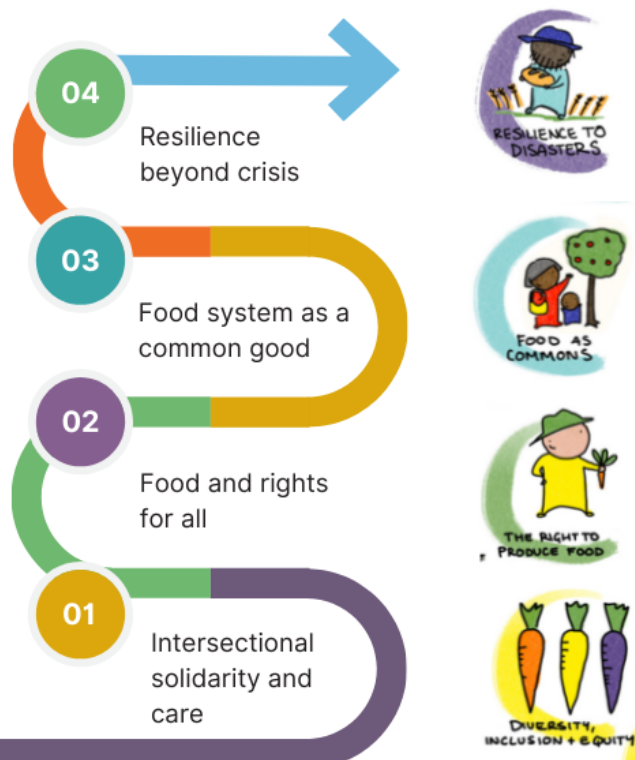 04
Resilience
beyond crisis
RESILIENCE TO
DISASTERS
03
Food system as a
common good
FOOD AS
COMMONS
02
Food and rights
for all
THE RIGHT TO
PRODUCE FOOD
01
Intersectional
solidarity and
care
DIVERSITY,
INCLUSION + EQUITY